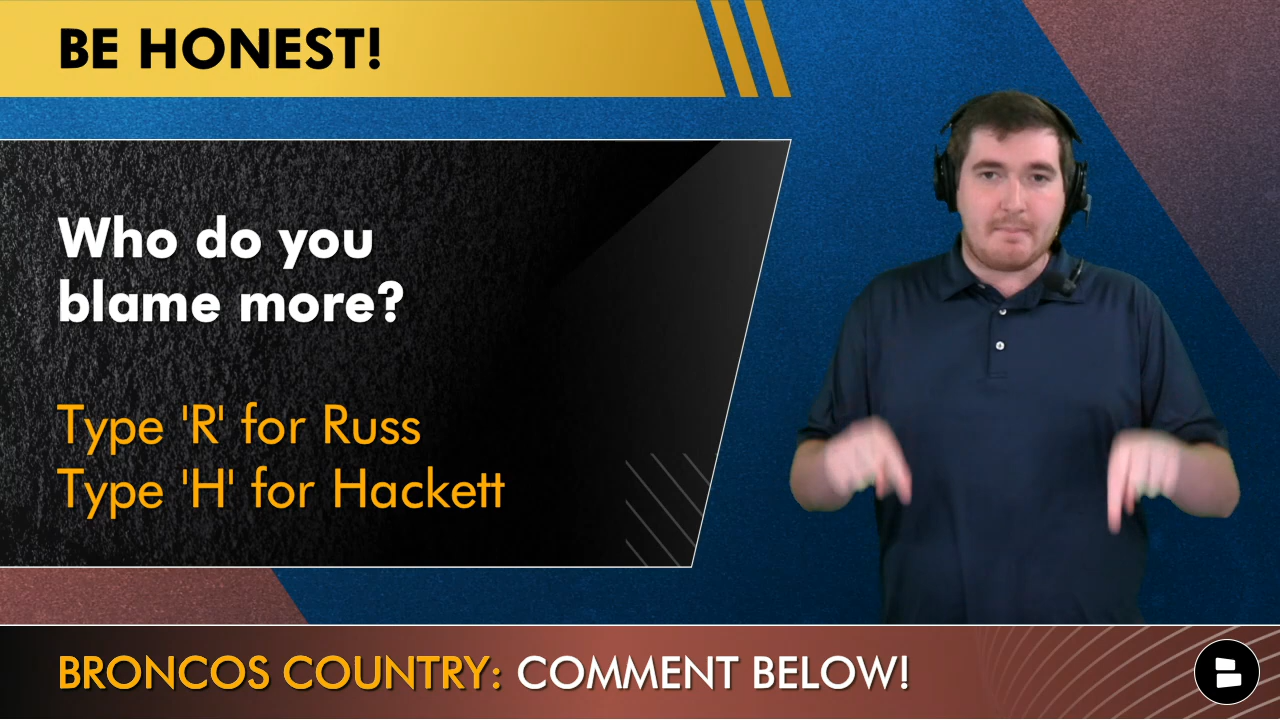 BE HONEST!
Who do you
blame more?
Type 'R' for Russ
Type 'H' for Hackett
BRONCOS COUNTRY: COMMENT BELOW!